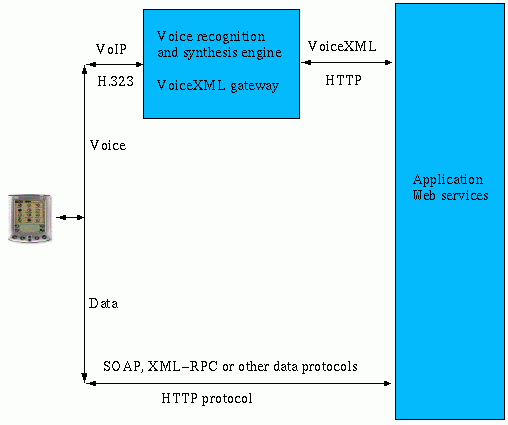 Voice recognition
and synthesis engine
VoiceXML gateway
VoIP
H.323
VoiceXML
HTTP
Voice
Application
Web services
Data
SOAP, XML-RPC or other data protocols
HTTP protocol